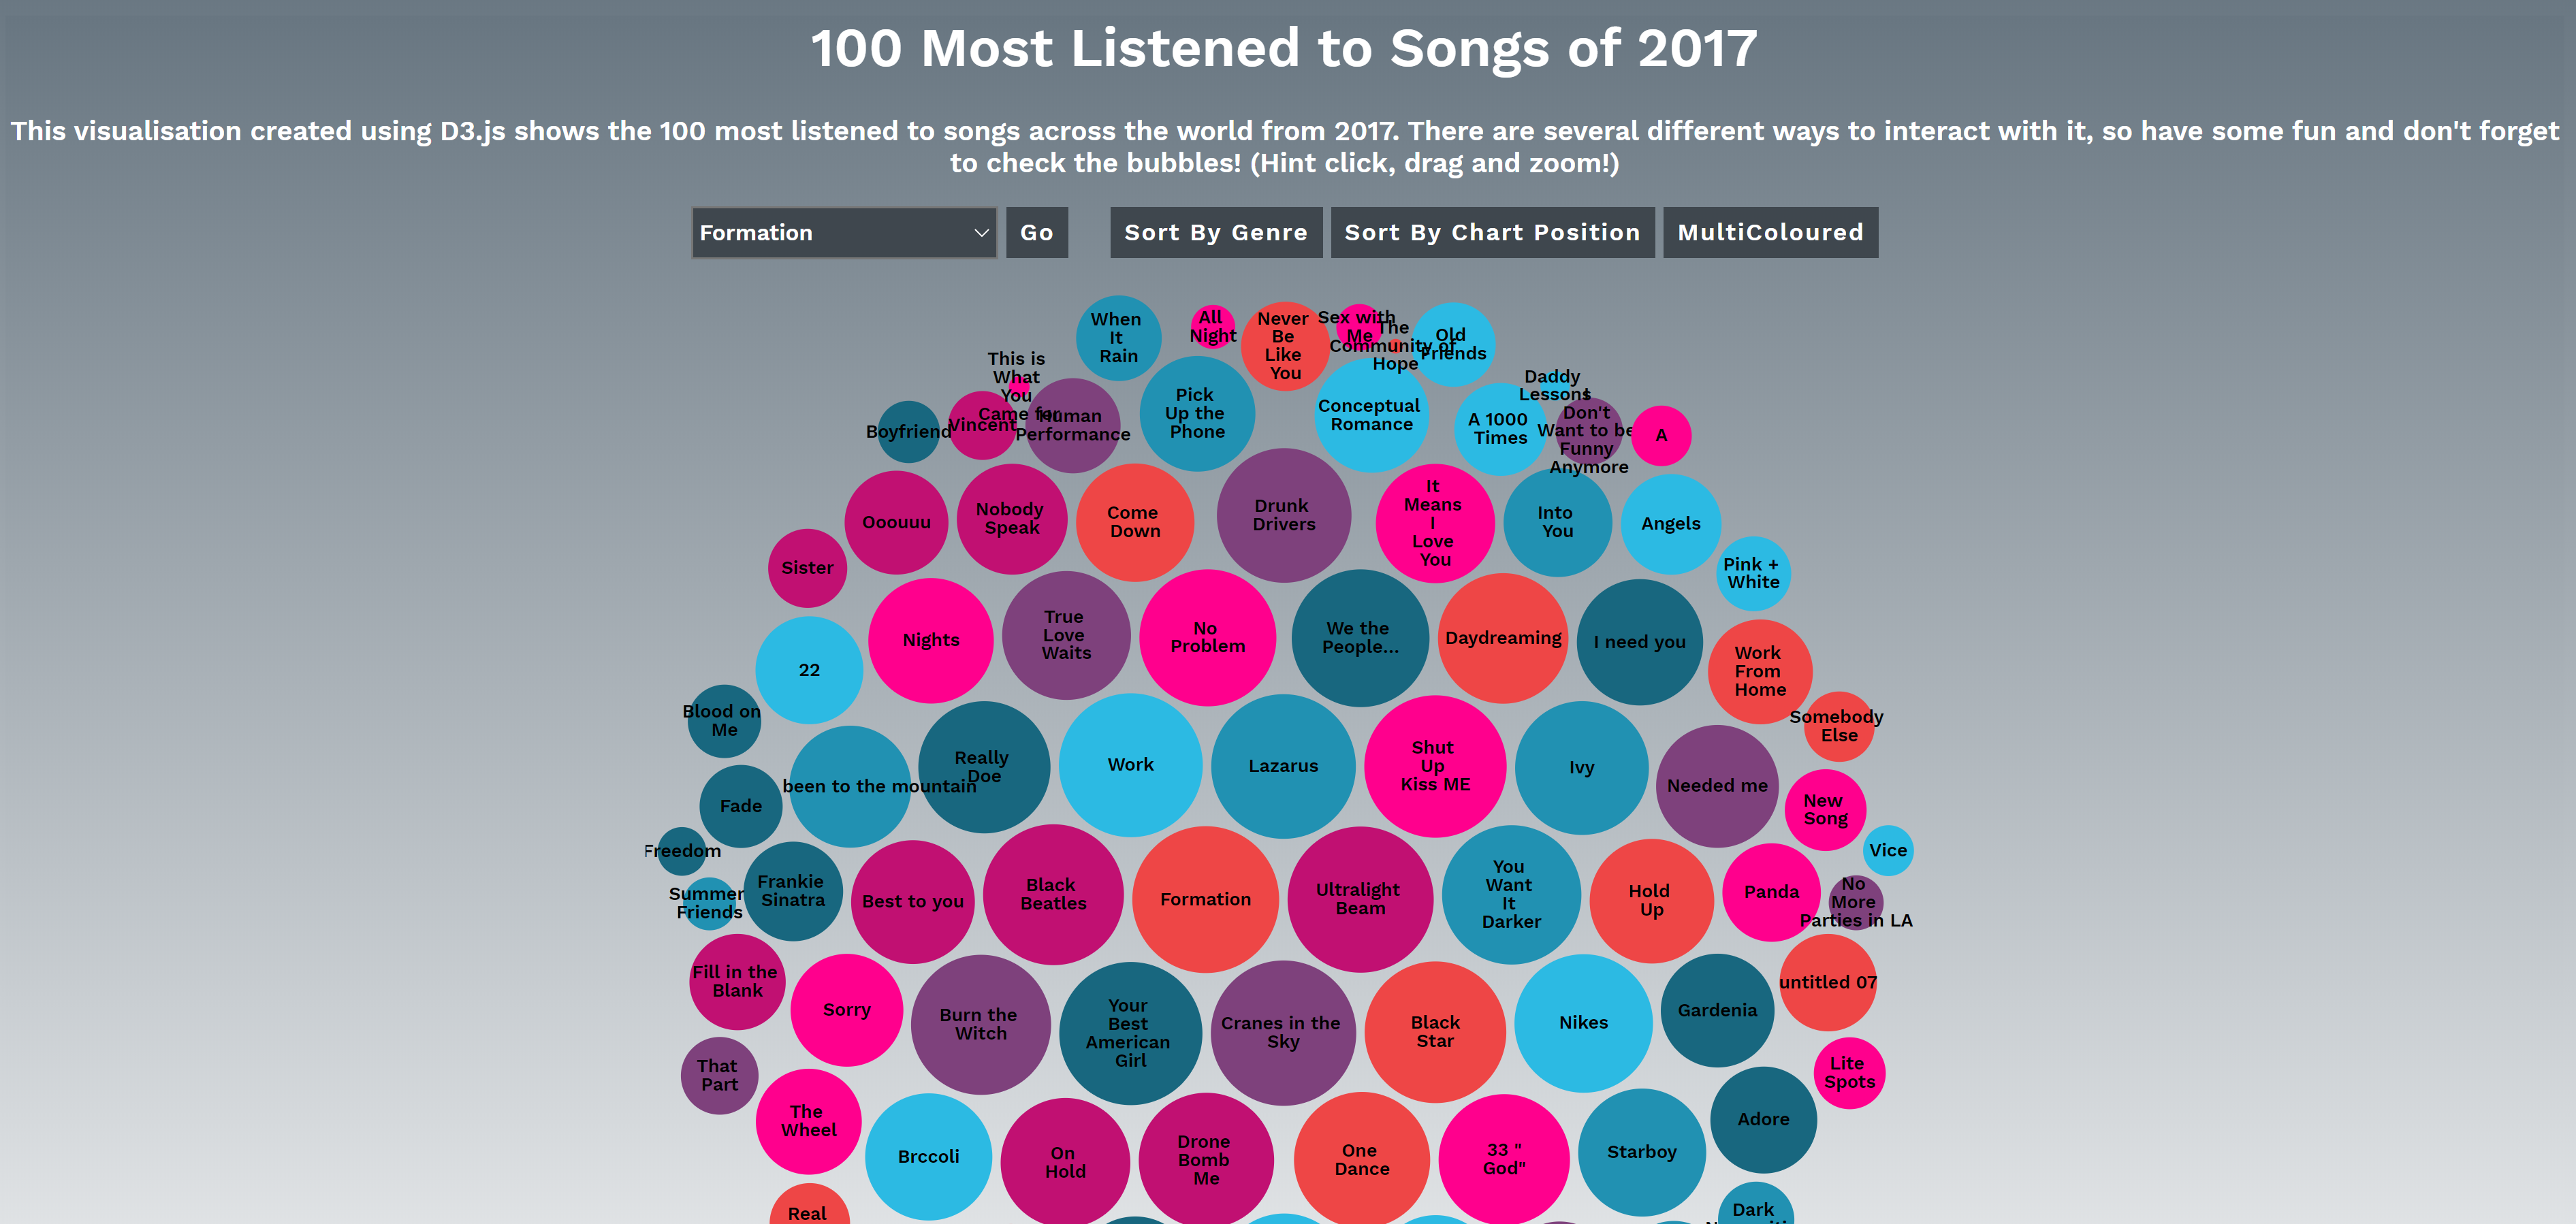 100 Most Listened to Songs of 2017
This visualisation created using D3.js shows the 100 most listened to songs across the world from 2017. There are several different ways to interact with it, so have some fun and don't forget
to check the bubbles! (Hint click, drag and zoom!)
Formation
Go
Sort By Genre
Sort By Chart Position
MultiColoured
When
It
Rain
All
Night
Never
Be
Like
You
Sex with
Me
The
Community of
Hope
Old
Friends
This is
What
You
Came for
Boyfriend
Vincent
Human
Performance
Pick
Up the
Phone
Conceptual
Romance
A 1000
Times
Daddy
Lessons
I
Don't
Want to be
Funny
Anymore
A
Ooouuu
Nobody
Speak
Come
Down
Drunk
Drivers
It
Means
I
Love
You
Into
You
Angels
Sister
Pink +
White
Nights
True
Love
Waits
No
Problem
We the
People...
Daydreaming
I need you
Work
From
Home
22
Blood on
Me
Somebody
Else
been to the mountain
Really
Doe
Work
Lazarus
Shut
Up
Kiss ME
Ivy
Needed me
Fade
New
Song
Freedom
Vice
Summer
Friends
Frankie
Sinatra
Best to you
Black
Beatles
Formation
Ultralight
Beam
You
Want
It
Darker
Hold
Up
Panda
No
More
Parties in LA
Fill in the
Blank
Sorry
Burn the
Witch
Your
Best
American
Girl
Cranes in the
Sky
Black
Star
Nikes
Gardenia
untitled 07
That
Part
Lite
Spots
The
Wheel
Brccoli
On
Hold
Drone
Bomb
Me
One
Dance
33 "
God"
Starboy
Adore
Real
Dark